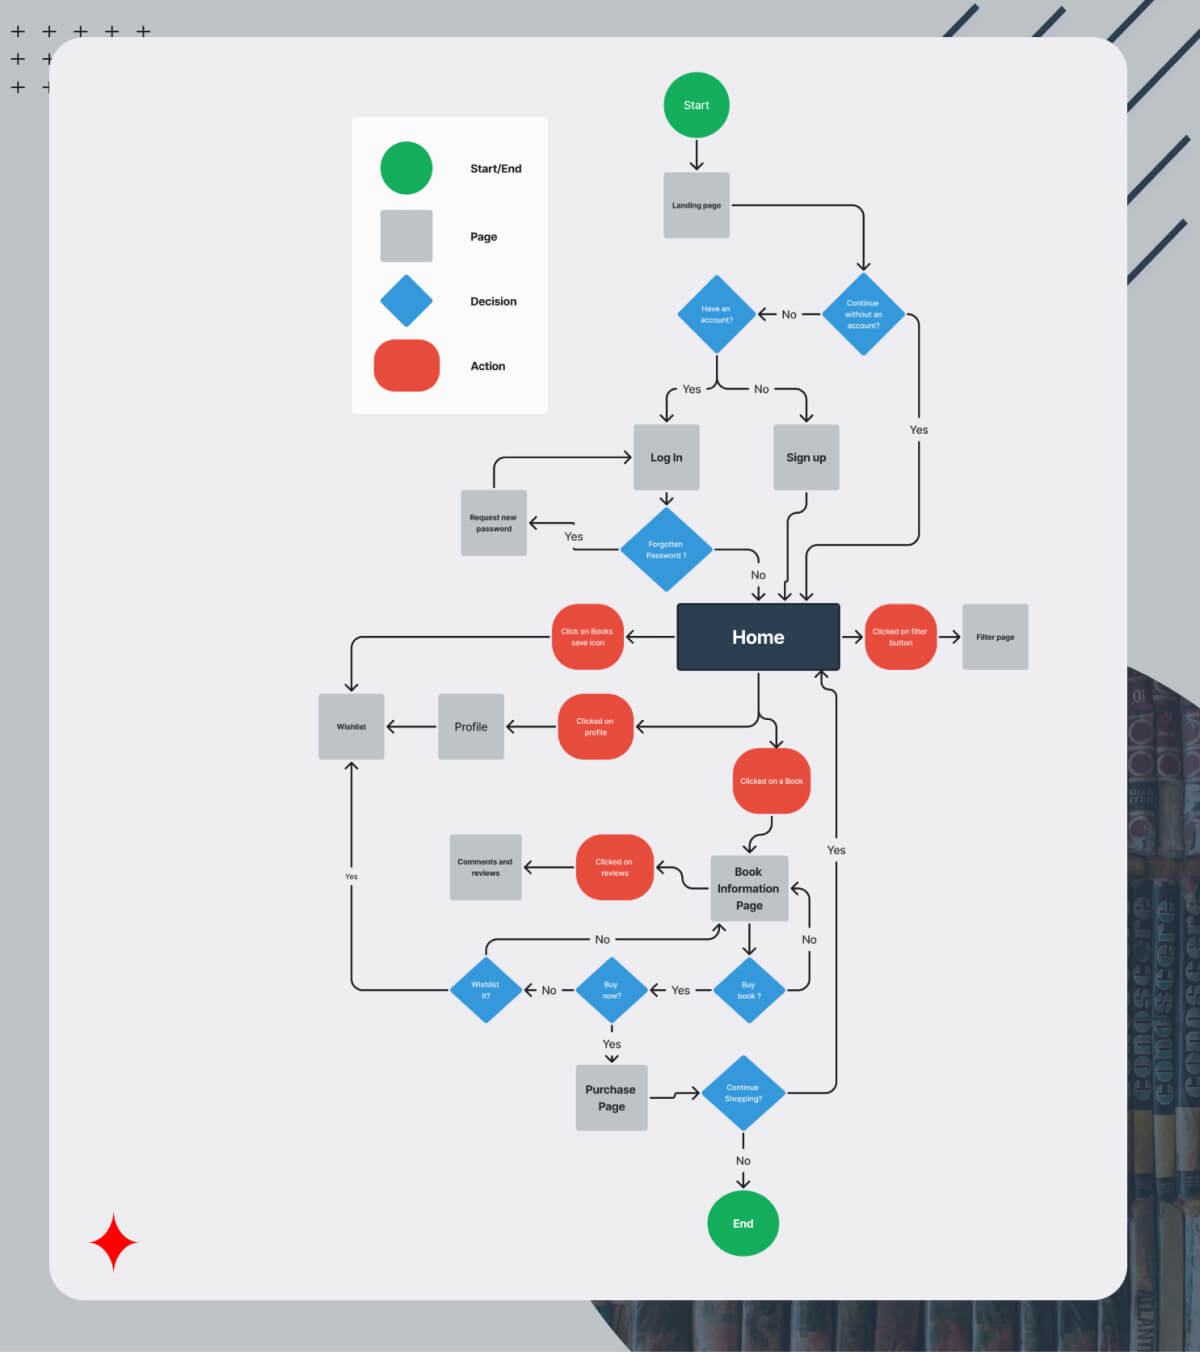 Start
Start/End
Page
Decision
Action
Landing page
Have an
account?
No
Continue
without an
account?
Yes
No
Yes
Log In
Sign up
Request new
password
Yes
Forgotten
Password ?
No
Click on Books
save icon
Home
Clicked on filter
button
Filter page
Wishlist
Profile
Clicked on
profile
Clicked on a Book
Yes
Comments and
reviews
Clicked on
reviews
Book
Information
Page
Yes
No
No
Wishlist
it?
No
Buy
now?
Yes
Buy
book ?
Yes
Purchase
Page
Continue
Shopping?
No
End
conoscere
conoscere
conoscere
ATLANT